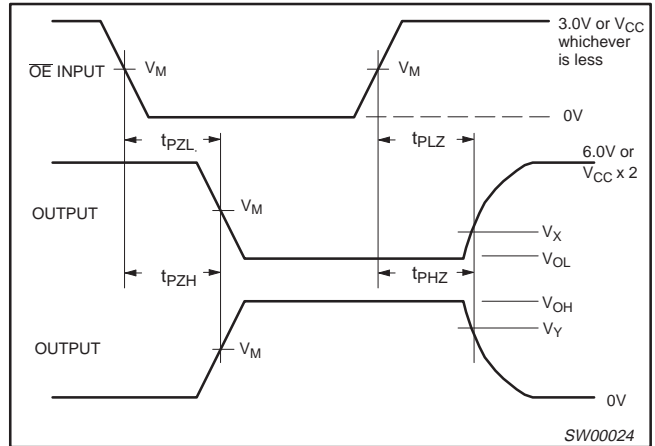 3.0V or VCC
whichever
is less
OE INPUT
VM
VM
0V
tPZL
tPLZ
6.0V or
VCC x 2
OUTPUT
VM
VX
VOL
tPZH
tPHZ
VOH
VY
OUTPUT
VM
0V
SW00024